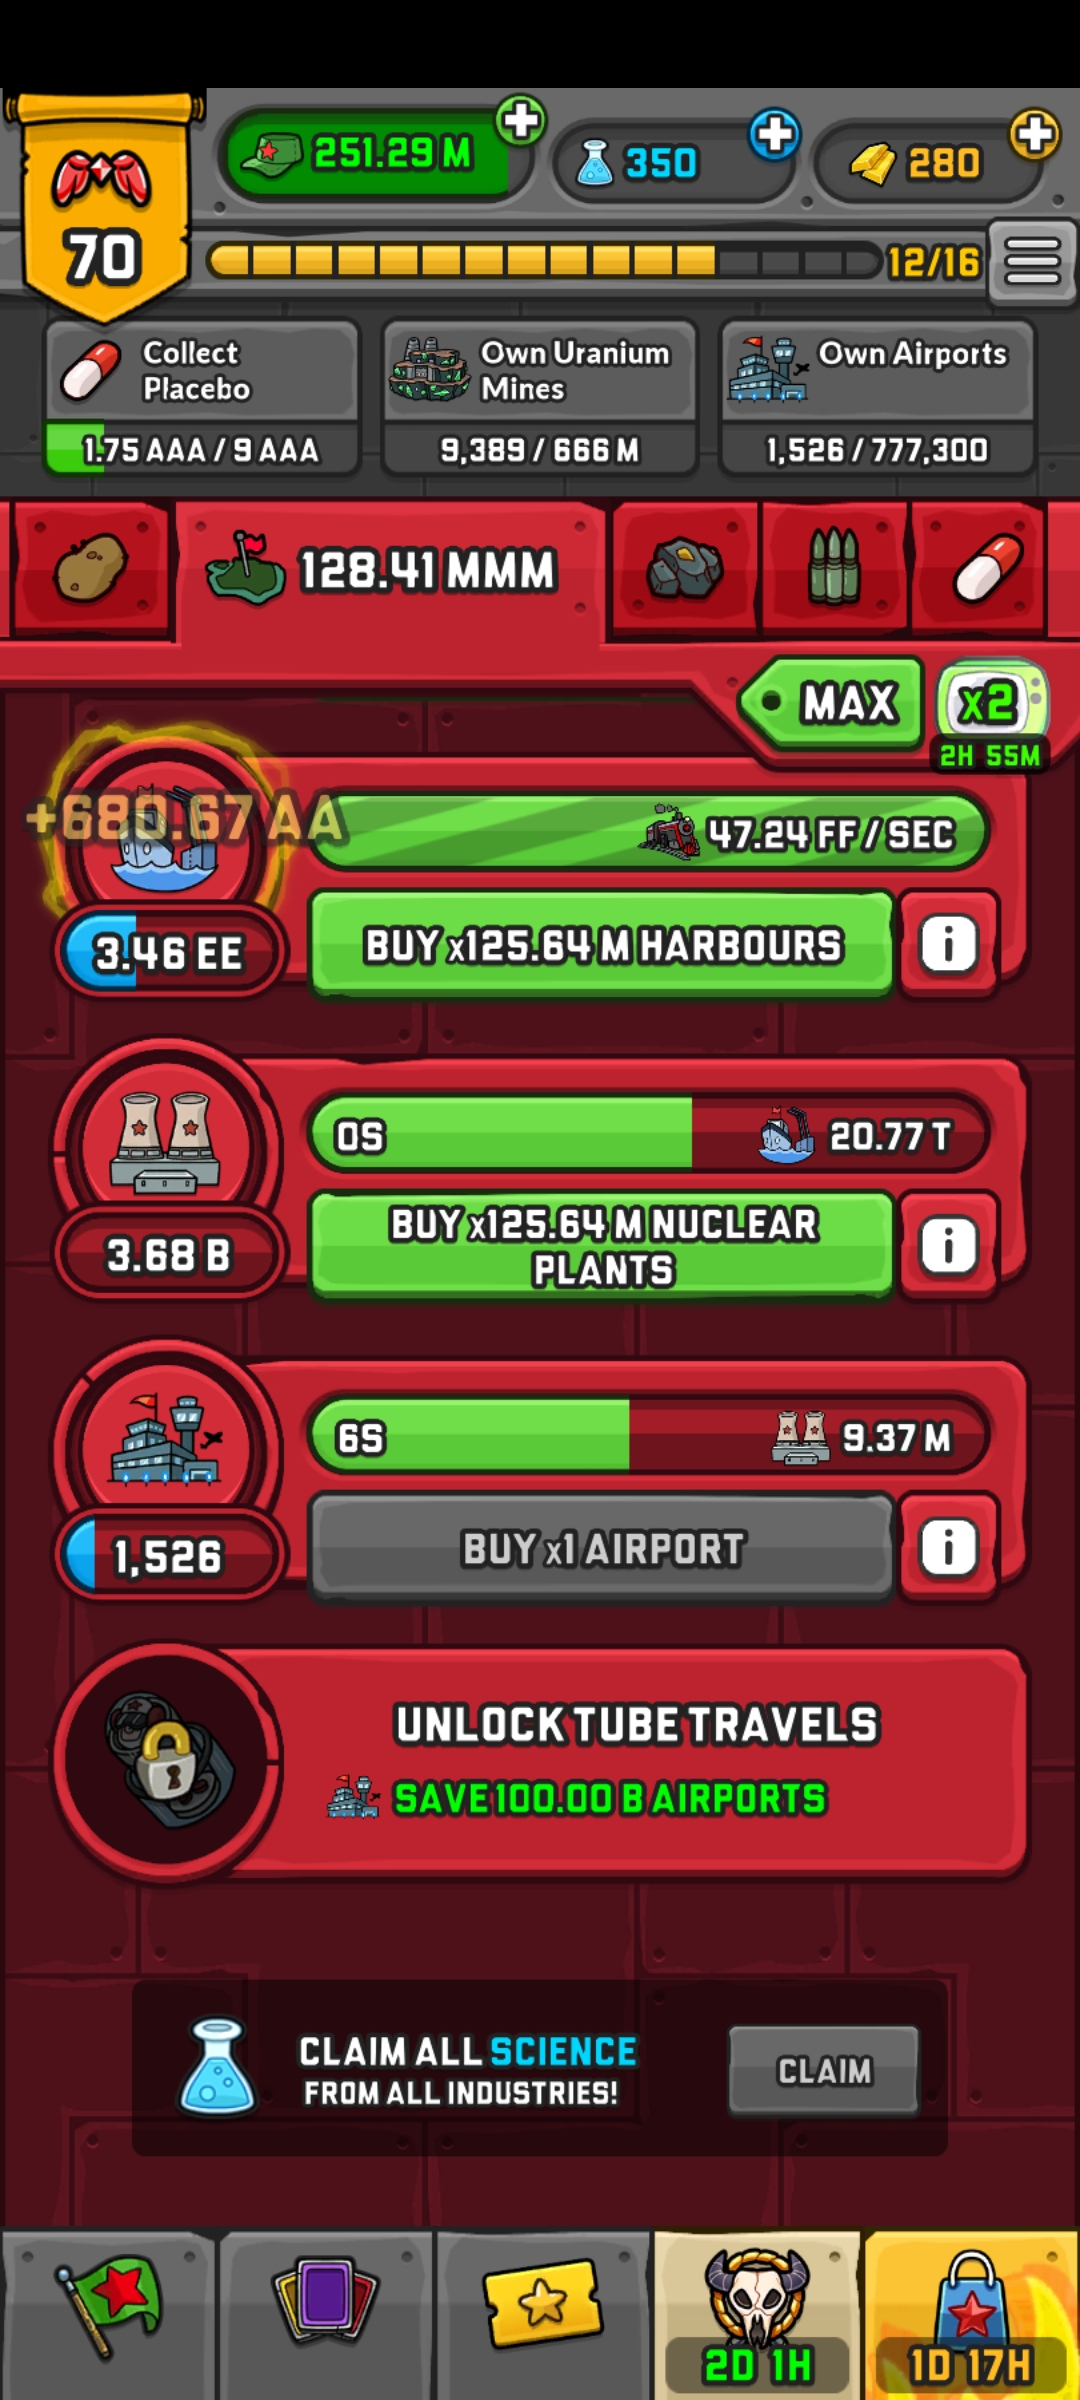 251.29 M
350
280
70
12/16
Collect
Placebo
Own Uranium
Mines
Own Airports
1.75 AAA / 9 AAA
9,389 / 666 M
1,526 / 777,300
128.41 MMM
MAX
x2
2H 55M
+680.67 AA
47.24 FF / SEC
3.46 EE
BUY x125.64 M HARBOURS
i
0S
20.77 T
3.68 B
BUY x125.64 M NUCLEAR
PLANTS
i
6S
9.37 M
1,526
BUY x1 AIRPORT
i
UNLOCK TUBE TRAVELS
SAVE 100.00 B AIRPORTS
CLAIM ALL SCIENCE
FROM ALL INDUSTRIES!
CLAIM
2D 1H
1D 17H